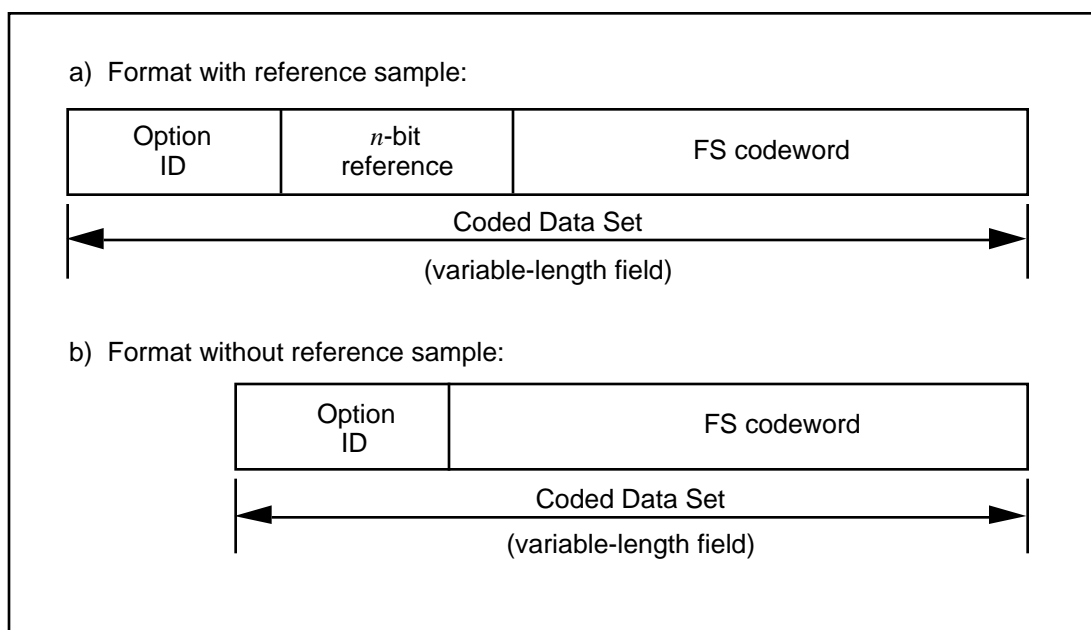 a) Format with reference sample:
Option
ID
n-bit
reference
FS codeword
Coded Data Set
(variable-length field)
b) Format without reference sample:
Option
ID
FS codeword
Coded Data Set
(variable-length field)